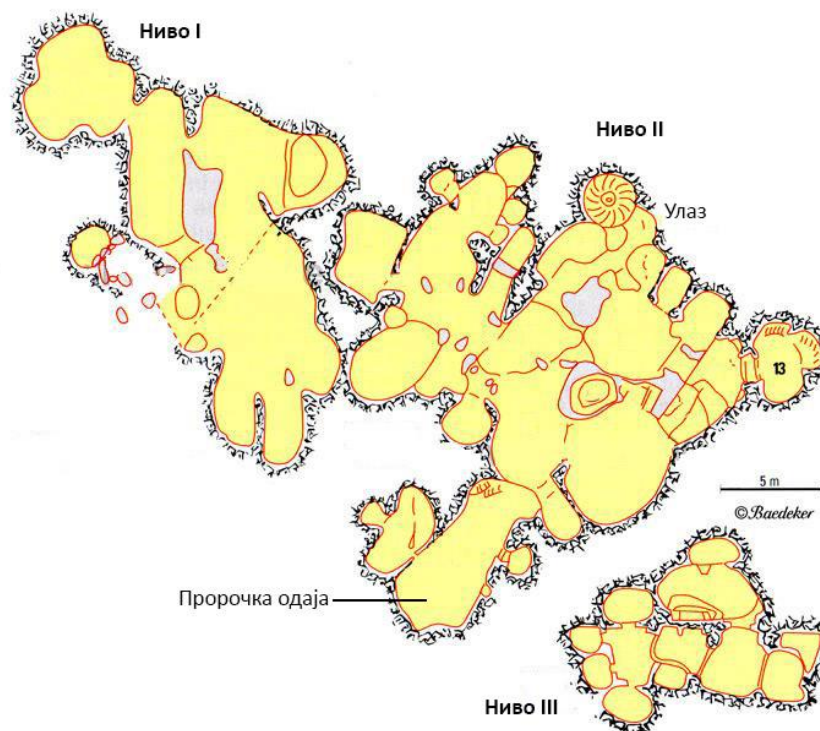 Ниво I
Ниво II
Улаз
13
5 m
©Baedeker
Пророчка одаја
Ниво III